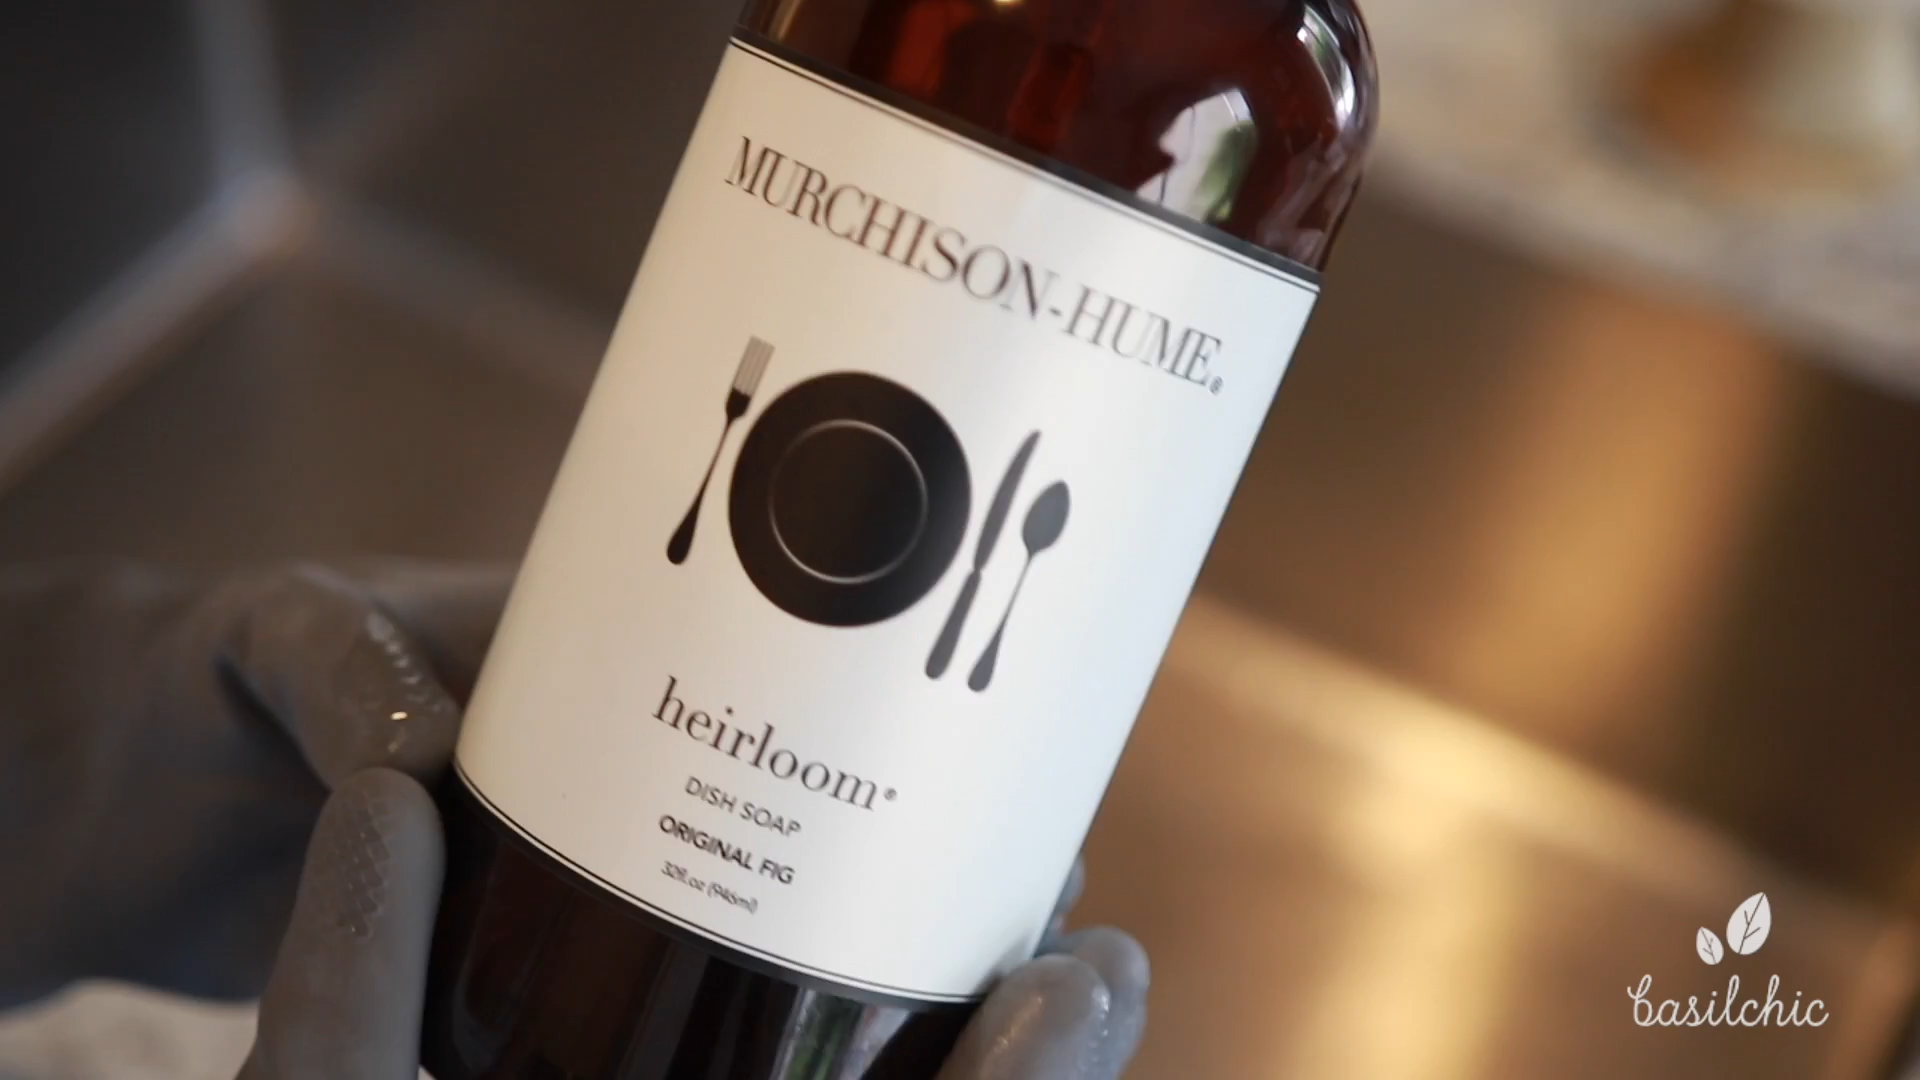 MURCHISON-HUME®
heirloom®
DISH SOAP
ORIGINAL FIG
32fl.oz (946ml)
basilchic